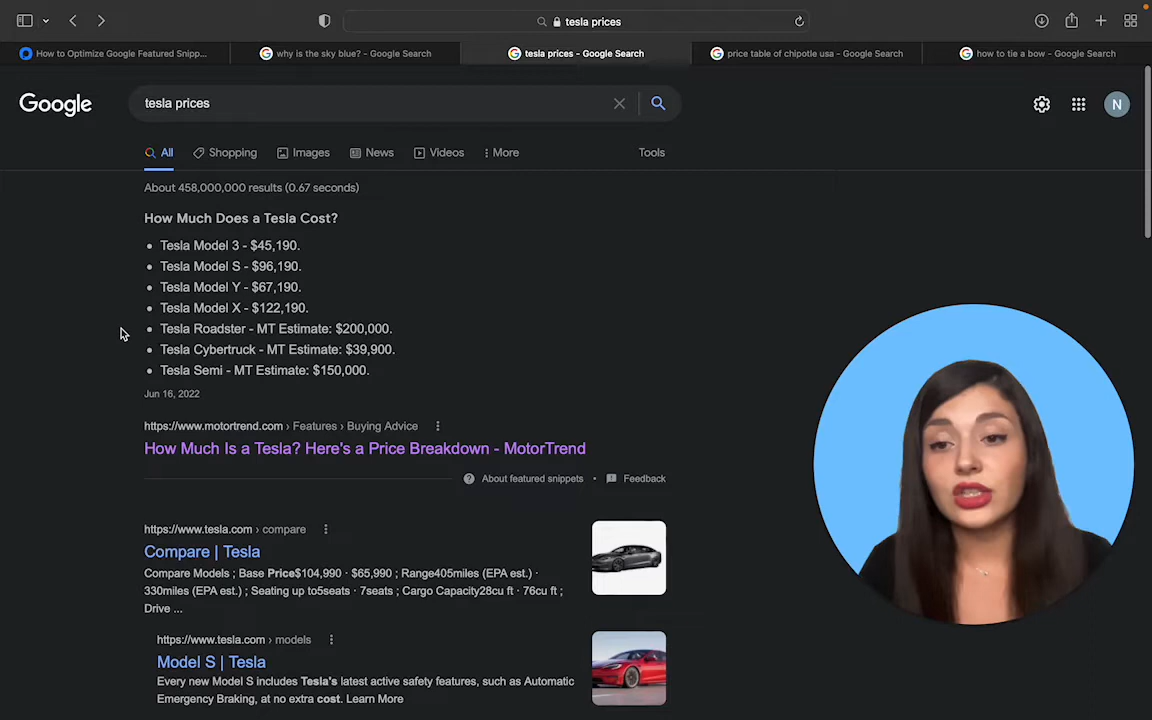 tesla prices
How to Optimize Google Featured Snipp...
why is the sky blue? - Google Search
tesla prices - Google Search
price table of chipotle usa - Google Search
how to tie a bow - Google Search
Google
tesla prices
N
All
Shopping
Images
News
Videos
More
Tools
About 458,000,000 results (0.67 seconds)
How Much Does a Tesla Cost?
• Tesla Model 3 - $45,190.
• Tesla Model S - $96,190.
• Tesla Model Y - $67,190.
• Tesla Model X - $122,190.
• Tesla Roadster - MT Estimate: $200,000.
• Tesla Cybertruck - MT Estimate: $39,900.
• Tesla Semi - MT Estimate: $150,000.
Jun 16, 2022
https://www.motortrend.com › Features › Buying Advice
How Much Is a Tesla? Here's a Price Breakdown - MotorTrend
About featured snippets • Feedback
https://www.tesla.com › compare
Compare | Tesla
Compare Models ; Base Price$104,990 · $65,990 ; Range405miles (EPA est.) ·
330miles (EPA est.) ; Seating up to5seats · 7seats ; Cargo Capacity28cu ft · 76cu ft ;
Drive ...
https://www.tesla.com › models
Model S | Tesla
Every new Model S includes Tesla's latest active safety features, such as Automatic
Emergency Braking, at no extra cost. Learn More